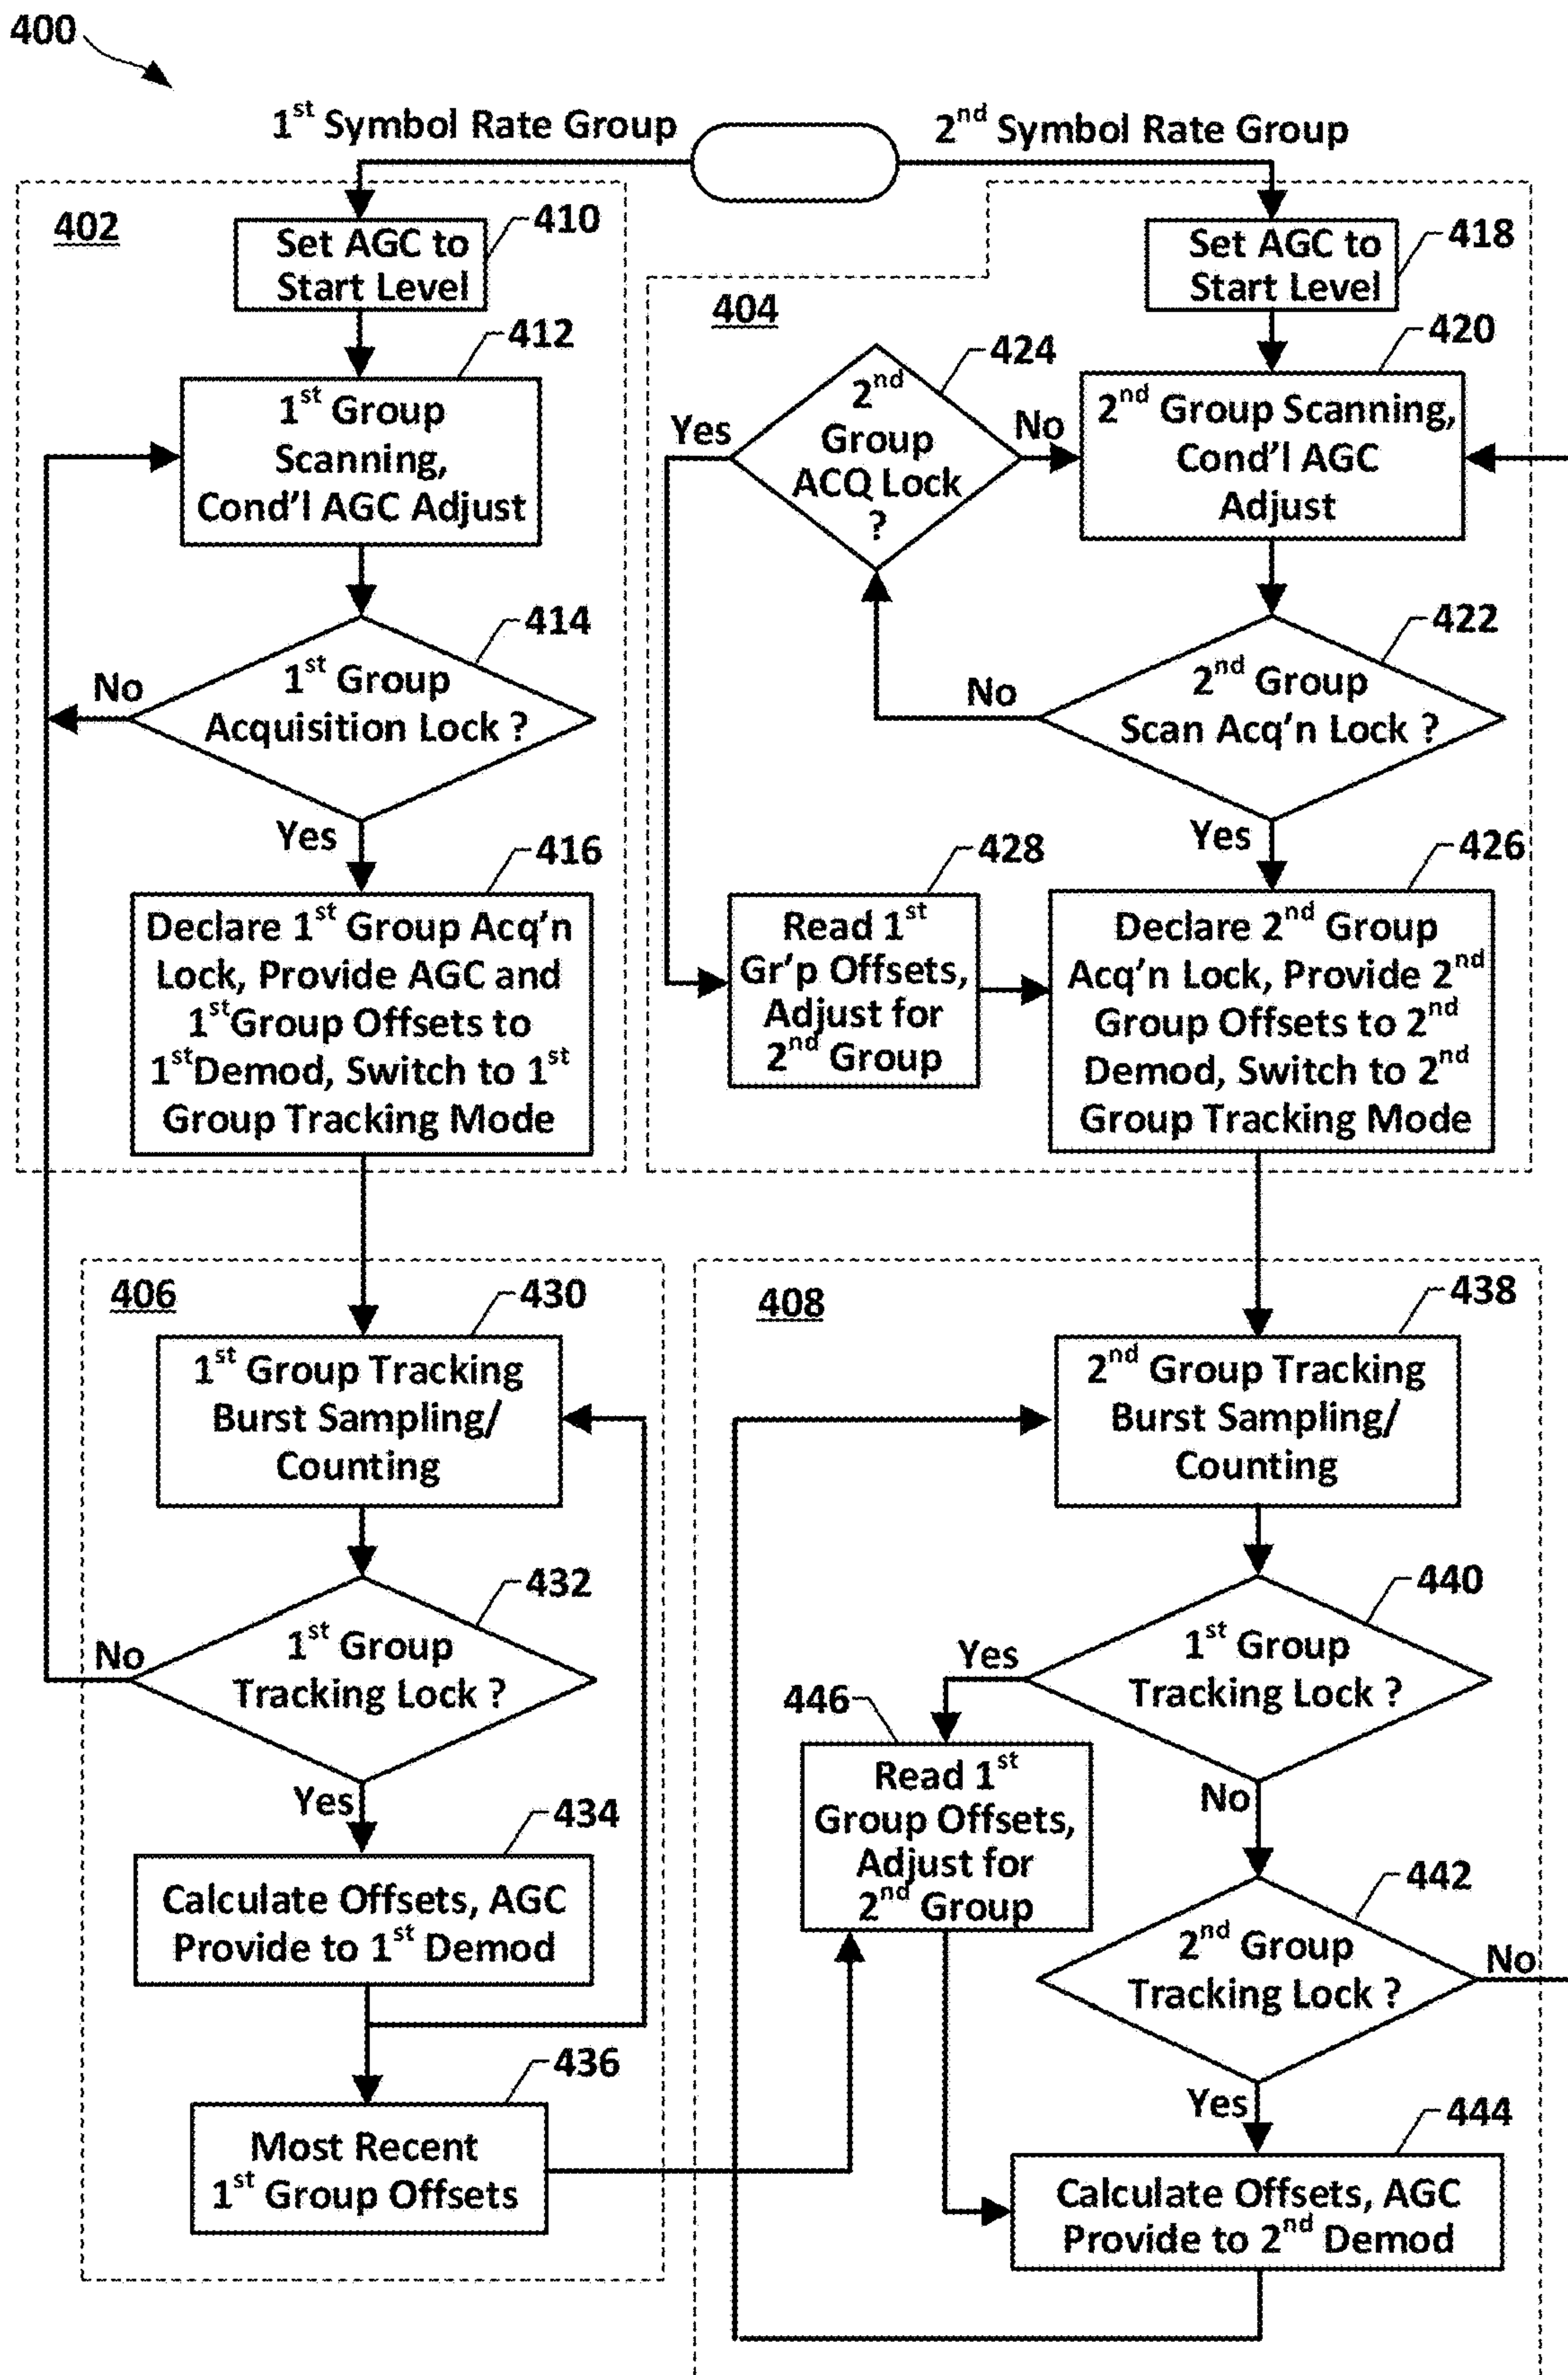 400
1st Symbol Rate Group
2nd Symbol Rate Group
402
Set AGC to
Start Level
410
412
1st Group
Scanning,
Cond'l AGC Adjust
414
1st Group
Acquisition Lock ?
No
Yes
416
Declare 1st Group Acq'n
Lock, Provide AGC and
1stGroup Offsets to
1stDemod, Switch to 1st
Group Tracking Mode
404
Set AGC to
Start Level
418
420
2nd Group Scanning,
Cond'l AGC
Adjust
424
2nd
Group
ACQ Lock
?
Yes
No
422
2nd Group
Scan Acq'n Lock ?
No
Yes
428
Read 1st
Gr'p Offsets,
Adjust for
2nd Group
426
Declare 2nd Group
Acq'n Lock, Provide 2nd
Group Offsets to 2nd
Demod, Switch to 2nd
Group Tracking Mode
406
430
1st Group Tracking
Burst Sampling/
Counting
432
1st Group
Tracking Lock ?
No
Yes
434
Calculate Offsets, AGC
Provide to 1st Demod
436
Most Recent
1st Group Offsets
408
438
2nd Group Tracking
Burst Sampling/
Counting
440
1st Group
Tracking Lock ?
Yes
No
446
Read 1st
Group Offsets,
Adjust for
2nd Group
442
2nd Group
Tracking Lock ?
No
Yes
444
Calculate Offsets, AGC
Provide to 2nd Demod